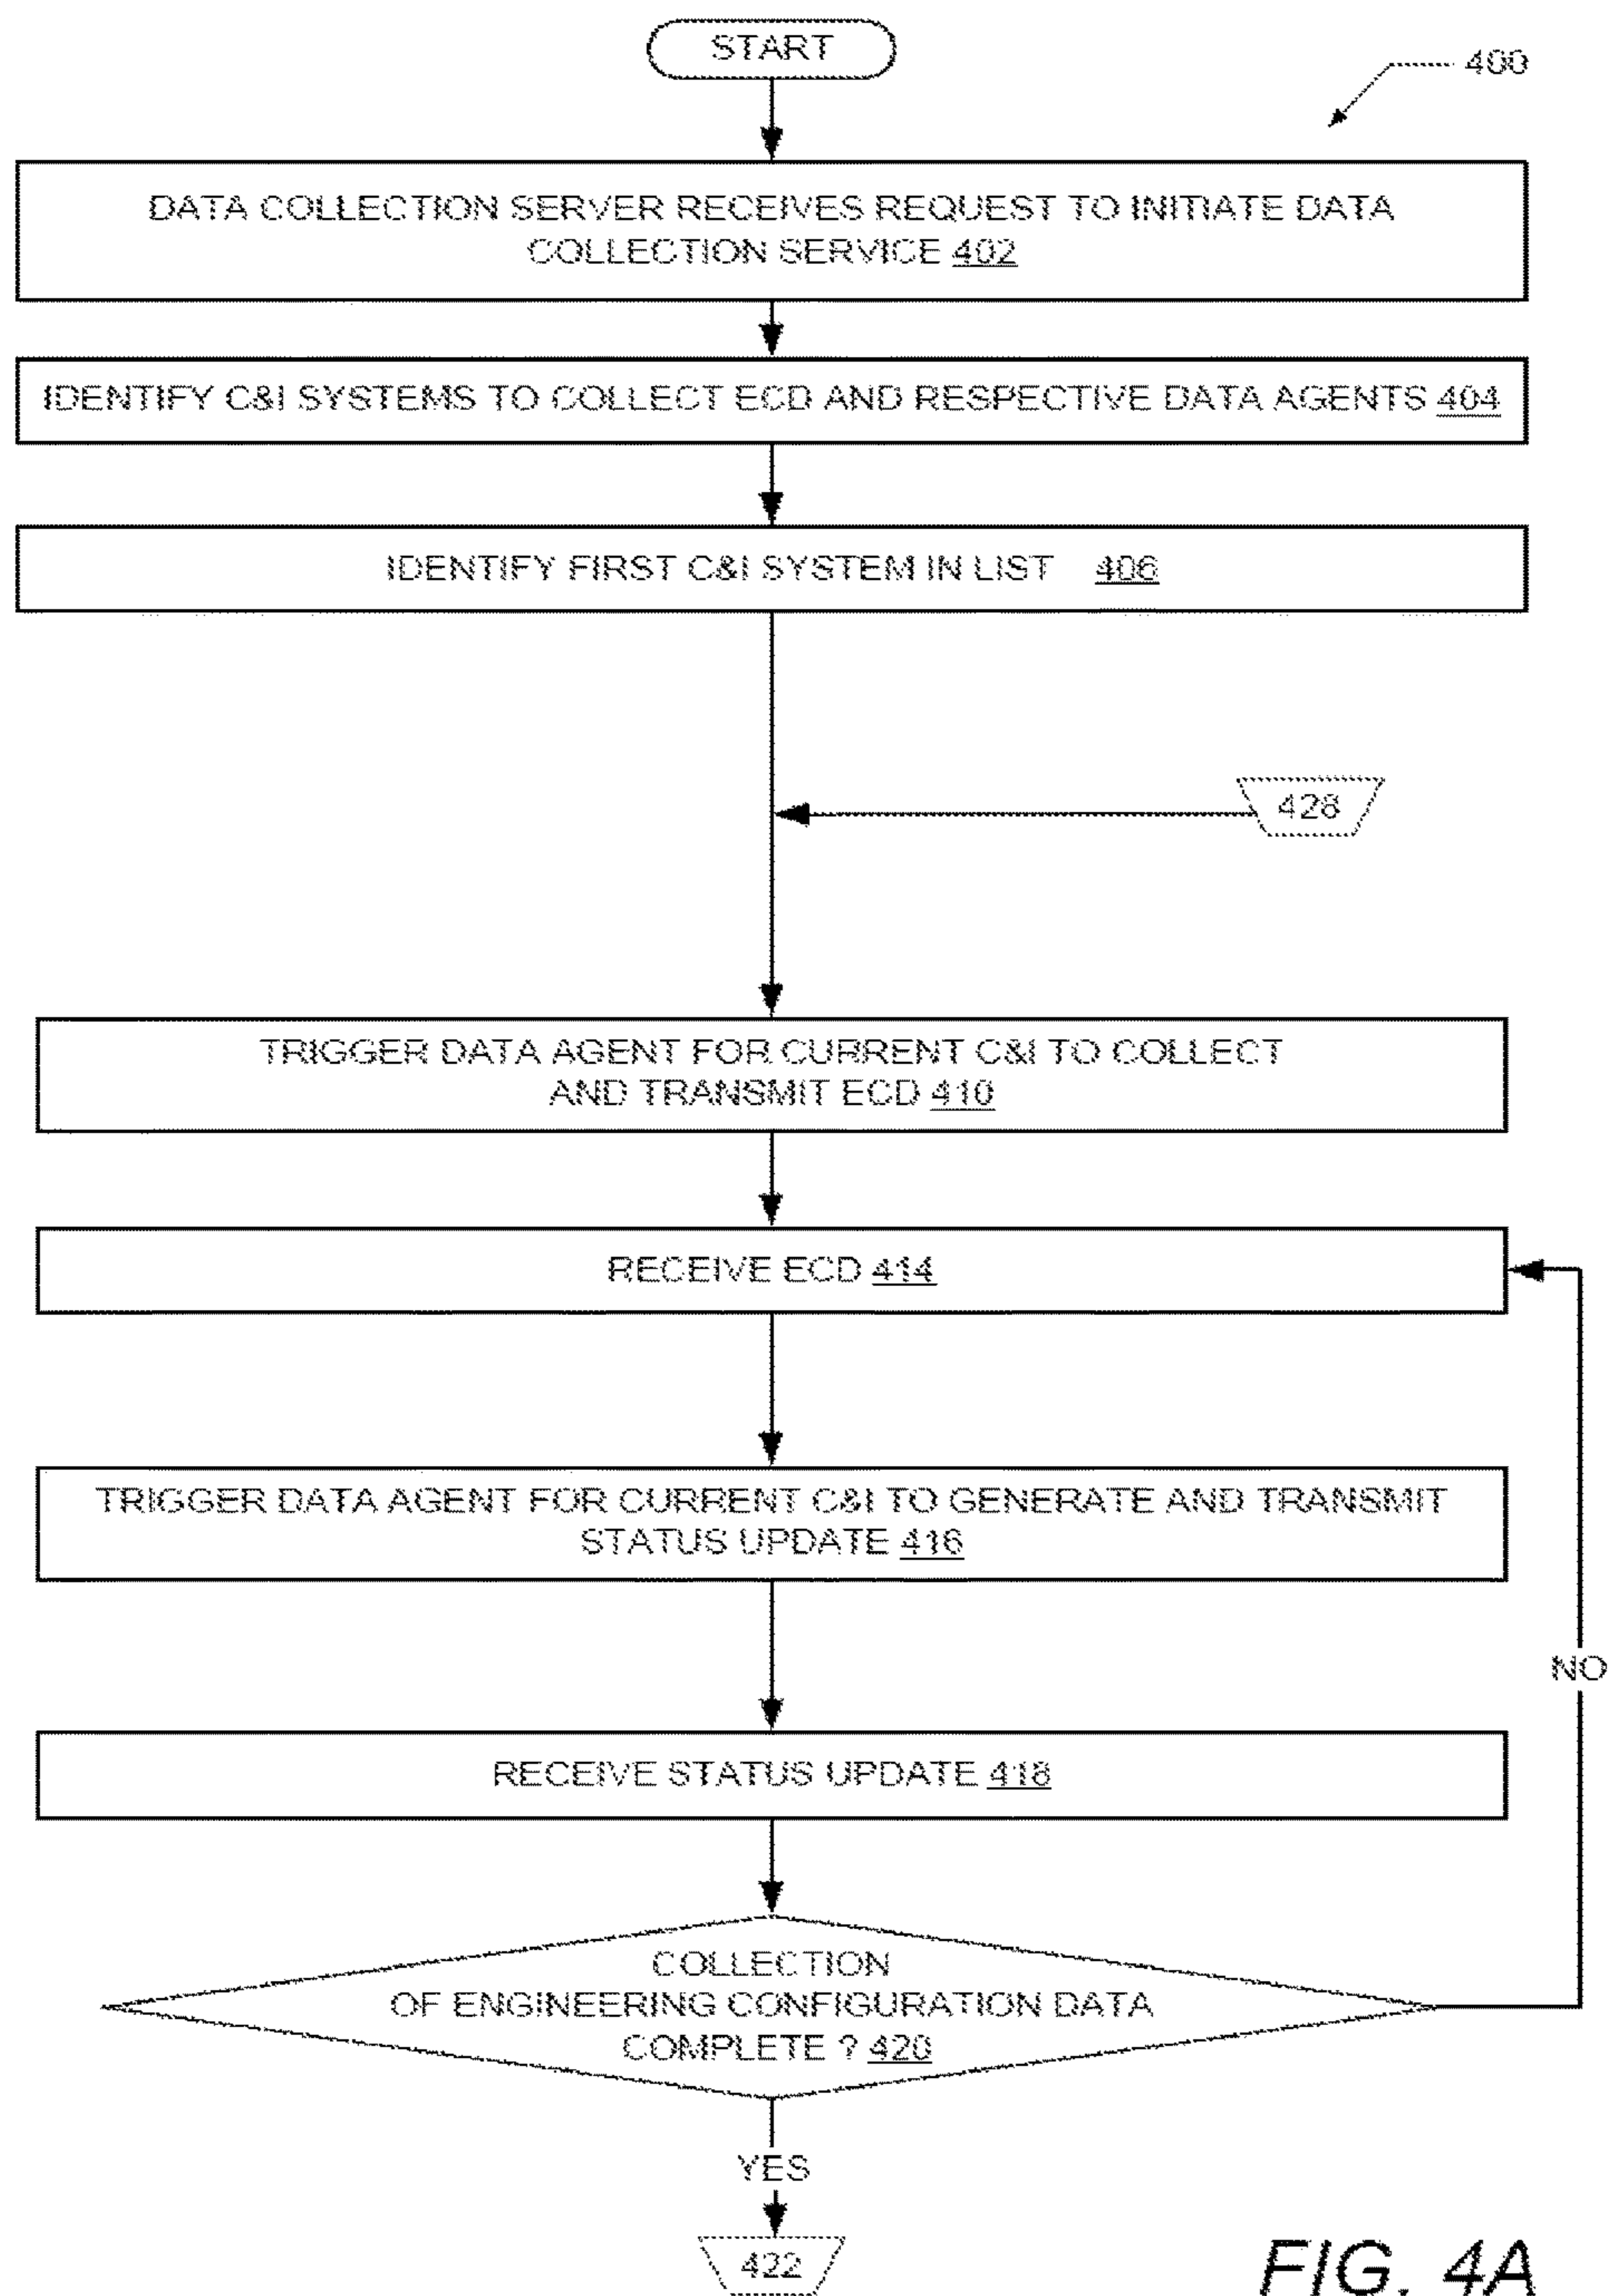 START
400
DATA COLLECTION SERVER RECEIVES REQUEST TO INITIATE DATA
COLLECTION SERVICE 402
IDENTIFY C&I SYSTEMS TO COLLECT ECD AND RESPECTIVE DATA AGENTS 404
IDENTIFY FIRST C&I SYSTEM IN LIST 406
428
TRIGGER DATA AGENT FOR CURRENT C&I TO COLLECT
AND TRANSMIT ECD 410
RECEIVE ECD 414
TRIGGER DATA AGENT FOR CURRENT C&I TO GENERATE AND TRANSMIT
STATUS UPDATE 416
NO
RECEIVE STATUS UPDATE 418
COLLECTION
OF ENGINEERING CONFIGURATION DATA
COMPLETE ? 420
YES
422
FIG. 4A